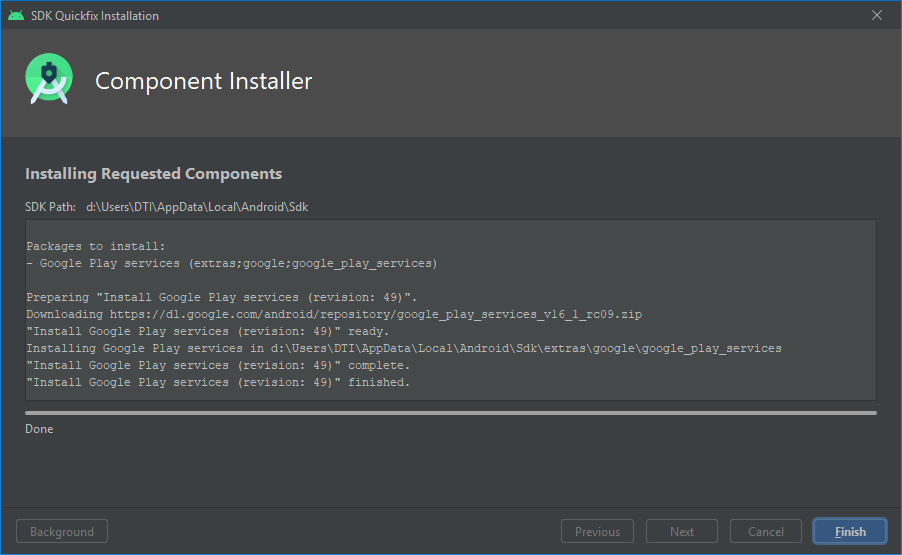 SDK Quickfix Installation
Component Installer
Installing Requested Components
SDK Path: d:\Users\DTI\AppData\Local\Android\Sdk
Packages to install:
- Google Play services (extras;google;google_play_services)
Preparing "Install Google Play services (revision: 49)".
Downloading https://dl.google.com/android/repository/google_play_services_v16_1_rc09.zip
"Install Google Play services (revision: 49)" ready.
Installing Google Play services in d:\Users\DTI\AppData\Local\Android\Sdk\extras\google\google_play_services
"Install Google Play services (revision: 49)" complete.
"Install Google Play services (revision: 49)" finished.
Done
Background Previous Next Cancel Finish